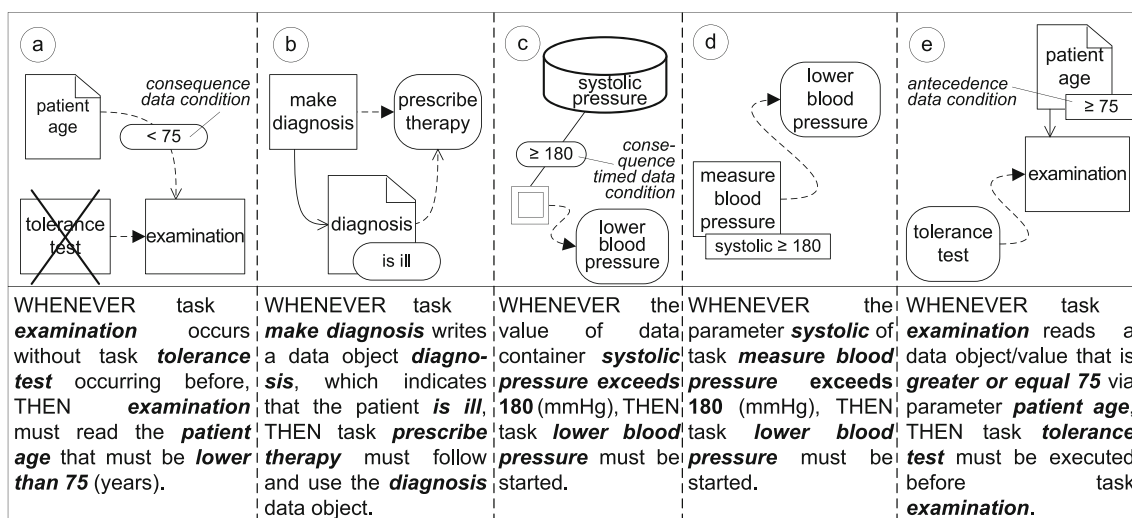 a
patient
age
consequence
data condition
< 75
tolerance
test
examination
WHENEVER task
examination occurs
without task tolerance
test occurring before,
THEN examination
must read the patient
age that must be lower
than 75 (years).
b
make
diagnosis
prescribe
therapy
diagnosis
is ill
WHENEVER task
make diagnosis writes
a data object diagno-
sis, which indicates
that the patient is ill,
THEN task prescribe
therapy must follow
and use the diagnosis
data object.
c
systolic
pressure
≥ 180
conse-
quence
timed data
condition
lower
blood
pressure
WHENEVER the
value of data
container systolic
pressure exceeds
180 (mmHg), THEN
task lower blood
pressure must be
started.
d
lower
blood
pressure
measure
blood
pressure
systolic ≥ 180
WHENEVER the
parameter systolic of
task measure blood
pressure exceeds
180 (mmHg), THEN
task lower blood
pressure must be
started.
e
patient
age
antecedence
data condition
≥ 75
examination
tolerance
test
WHENEVER task
examination reads a
data object/value that is
greater or equal 75 via
parameter patient age,
THEN task tolerance
test must be executed
before task
examination.